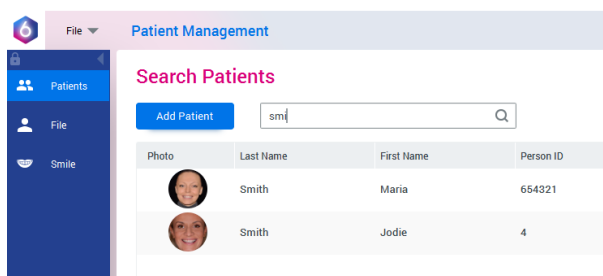 6 File Patient Management
Patients
File
Smile
Search Patients
Add Patient smi
Photo Last Name First Name Person ID
Smith Maria 654321
Smith Jodie 4